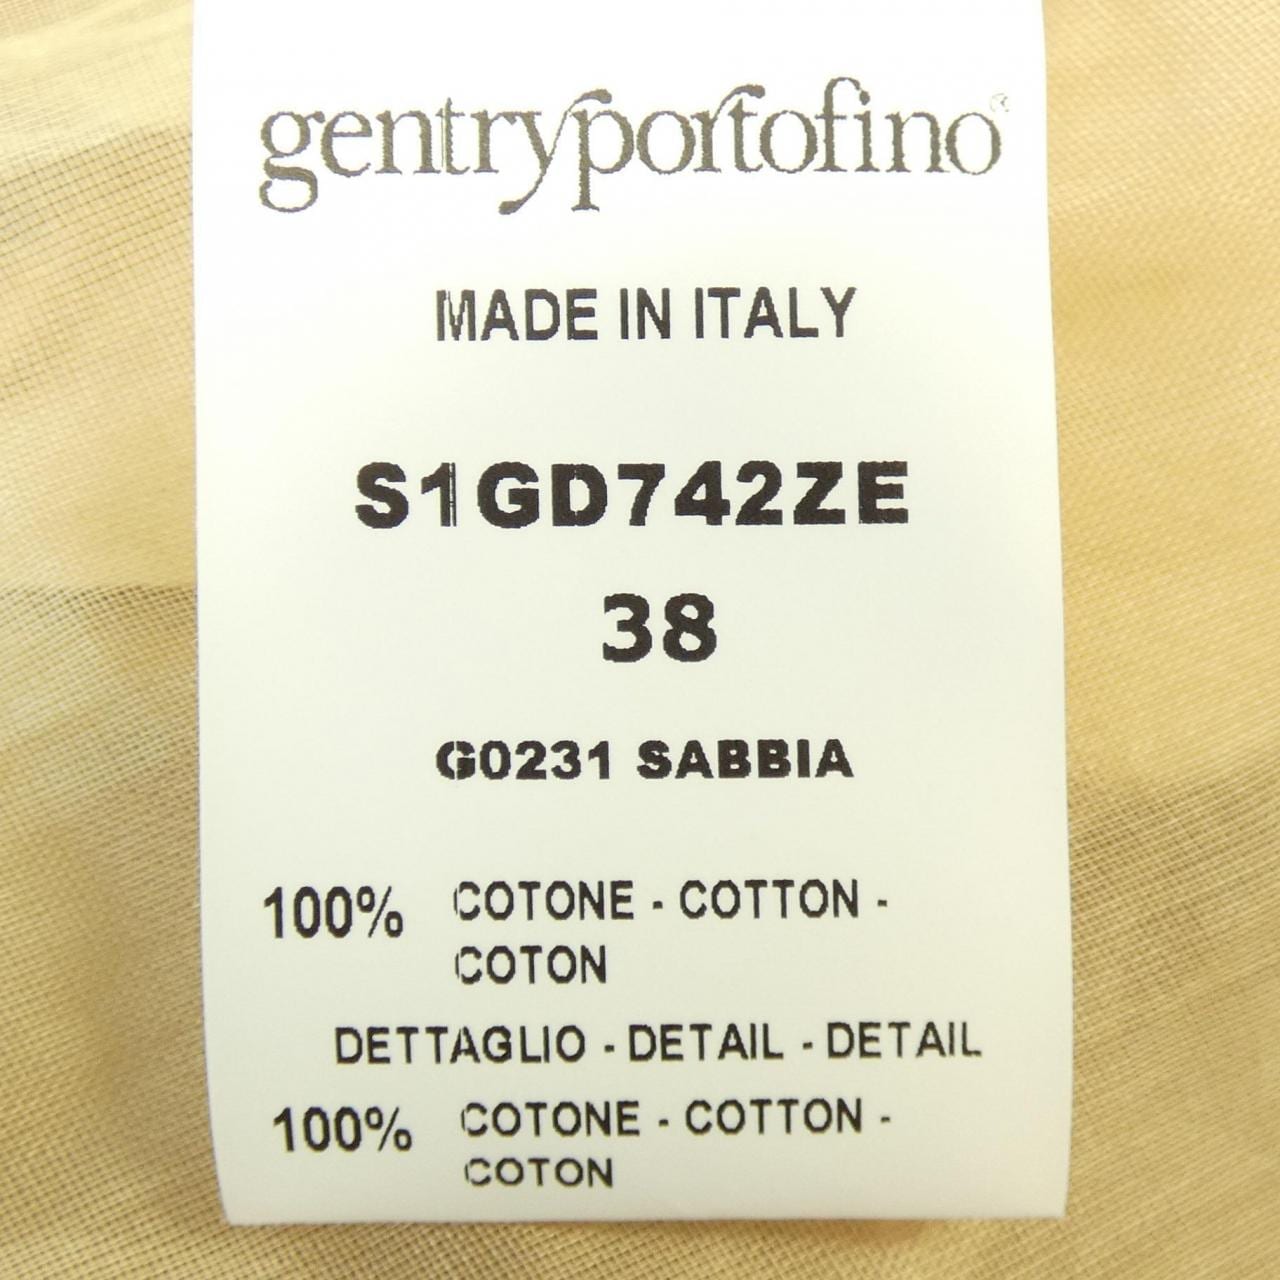 gentryportofino®
MADE IN ITALY
S1GD742ZE
38
G0231 SABBIA
100% COTONE - COTTON -
COTON
DETTAGLIO - DETAIL - DETAIL
100% COTONE - COTTON -
COTON